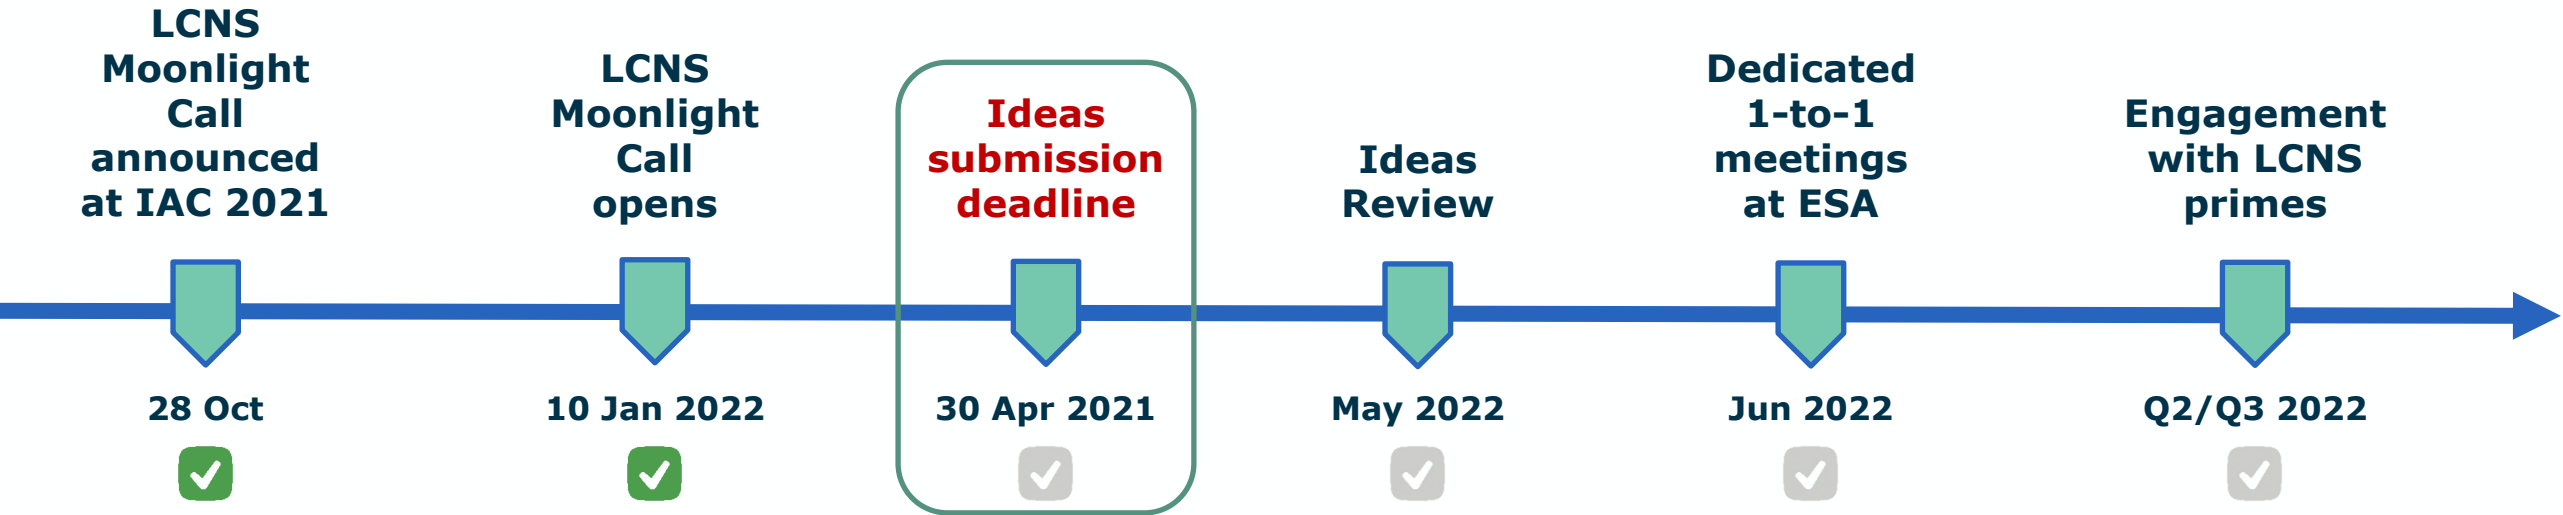 LCNS
Moonlight
Call
announced
at IAC 2021
LCNS
Moonlight
Call
opens
Ideas
submission
deadline
Ideas
Review
Dedicated
1-to-1
meetings
at ESA
Engagement
with LCNS
primes
28 Oct
10 Jan 2022
30 Apr 2021
May 2022
Jun 2022
Q2/Q3 2022